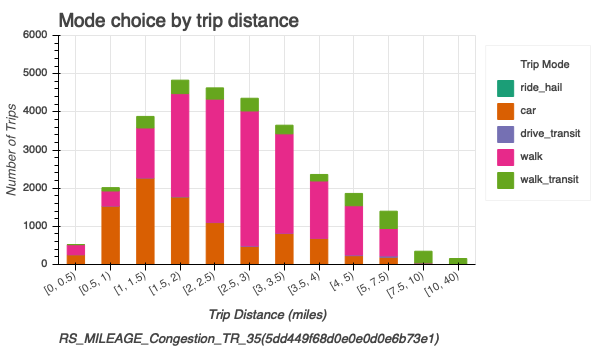 Mode choice by trip distance
6000
5000
4000
3000
2000
1000
0
Number of Trips
[0, 0.5)
[0.5, 1)
[1, 1.5)
[1.5, 2)
[2, 2.5)
[2.5, 3)
[3, 3.5)
[3.5, 4)
[4, 5)
[5, 7.5)
[7.5, 10)
[10, 40)
Trip Distance (miles)
RS_MILEAGE_Congestion_TR_35(5dd449f68d0e0e0d0e6b73e1)
Trip Mode
ride_hail
car
drive_transit
walk
walk_transit